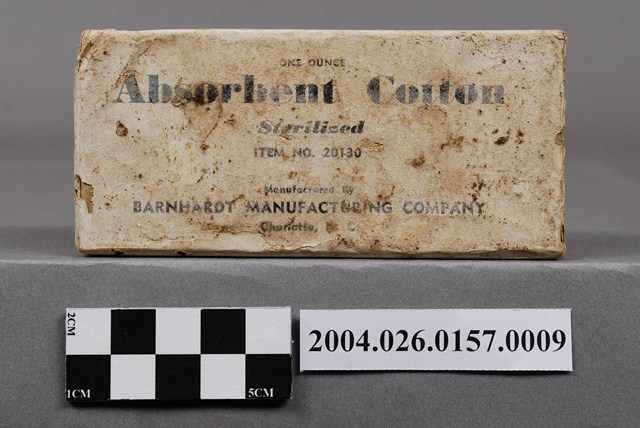 ONE OUNCE
Absorbent Cotton
Sterilized
ITEM NO. 20130
Manufactured By
BARNHARDT MANUFACTURING COMPANY
Charlotte, C.
2CM
1CM 5CM
2004.026.0157.0009